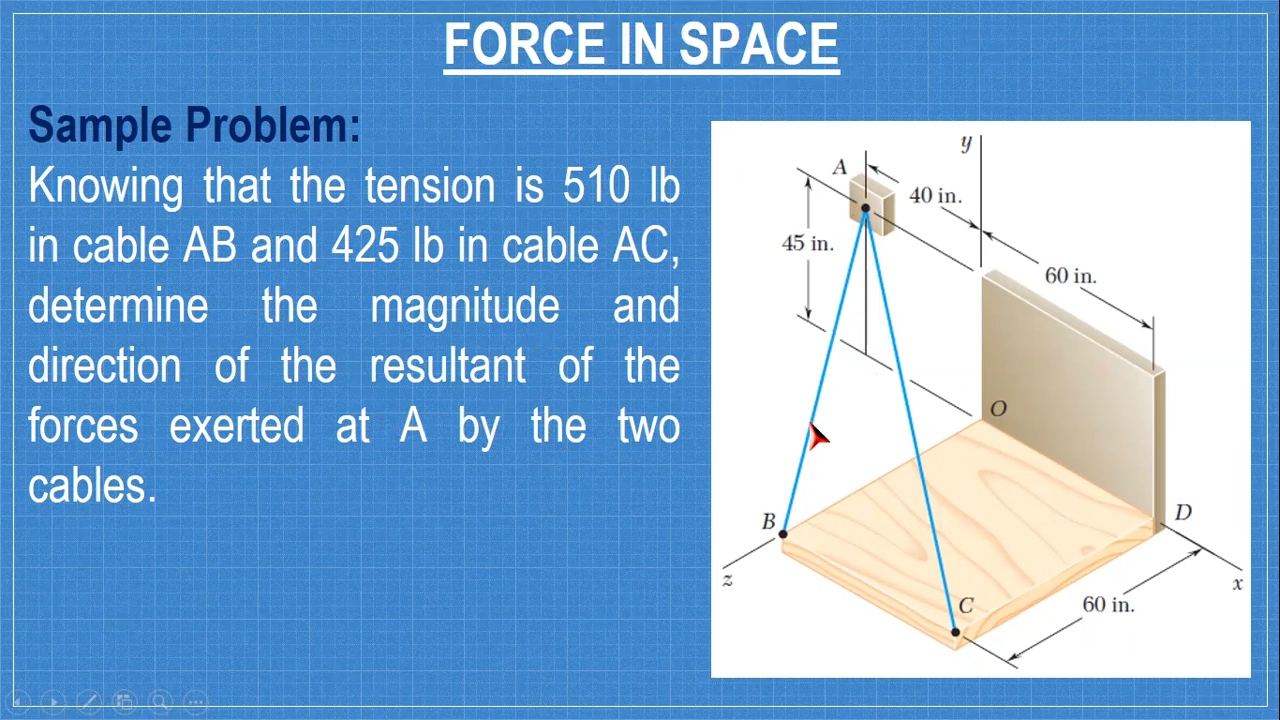 FORCE IN SPACE
Sample Problem:
Knowing that the tension is 510 lb
in cable AB and 425 lb in cable AC,
determine the magnitude and
direction of the resultant of the
forces exerted at A by the two
cables.
y
A
40 in.
45 in.
60 in.
O
B
D
z
x
C
60 in.